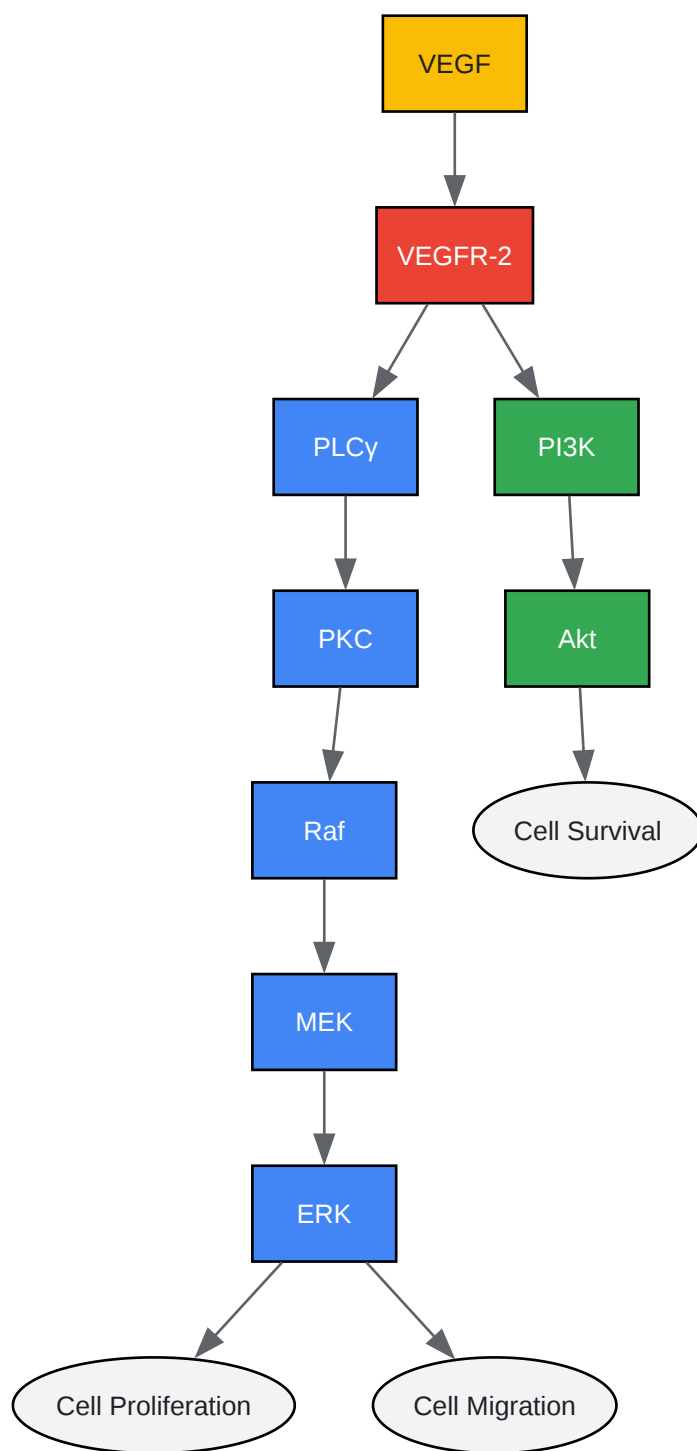 VEGF
VEGFR-2
PLCγ
PI3K
PKC
Akt
Raf
Cell Survival
MEK
ERK
Cell Proliferation
Cell Migration